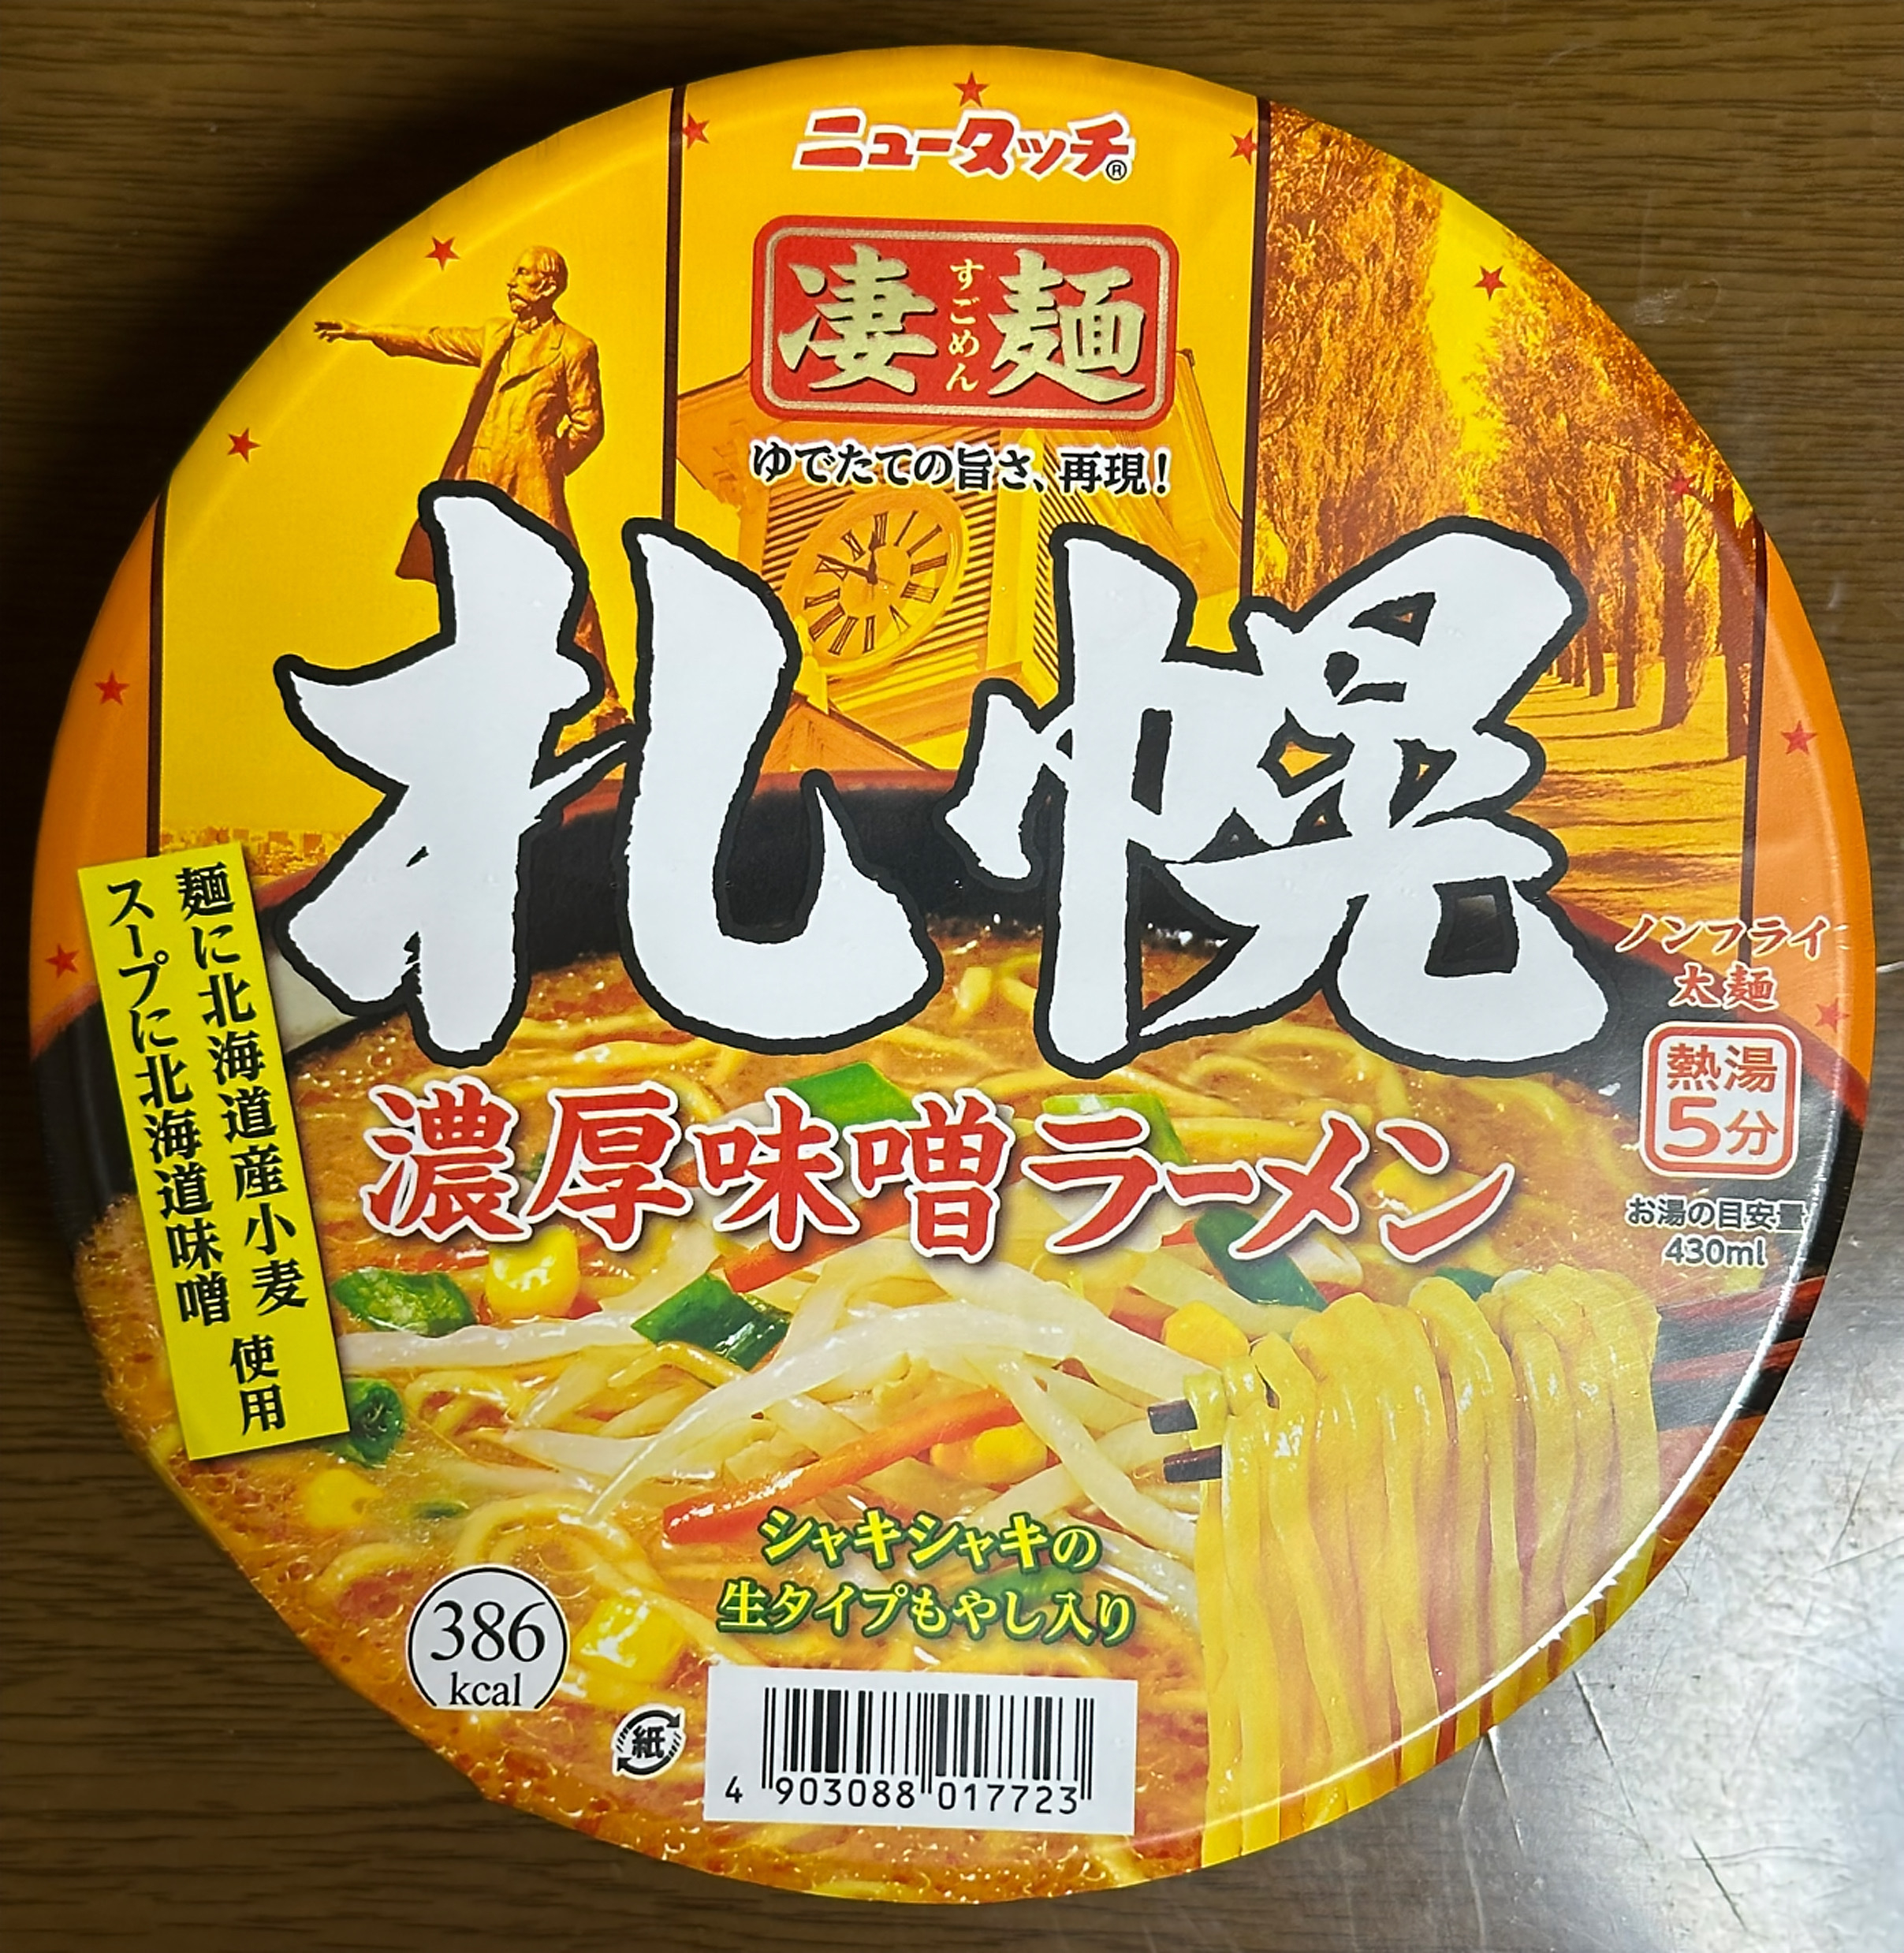 ニュータッチ®
凄麺
すごめん
ゆでたての旨さ、再現!
札幌
濃厚味噌ラーメン
麺に北海道産小麦
スープに北海道味噌
使用
ノンフライ
太麺
熱湯
5分
お湯の目安量
430ml
シャキシャキの
生タイプもやし入り
386
kcal
紙
4 903088 017723